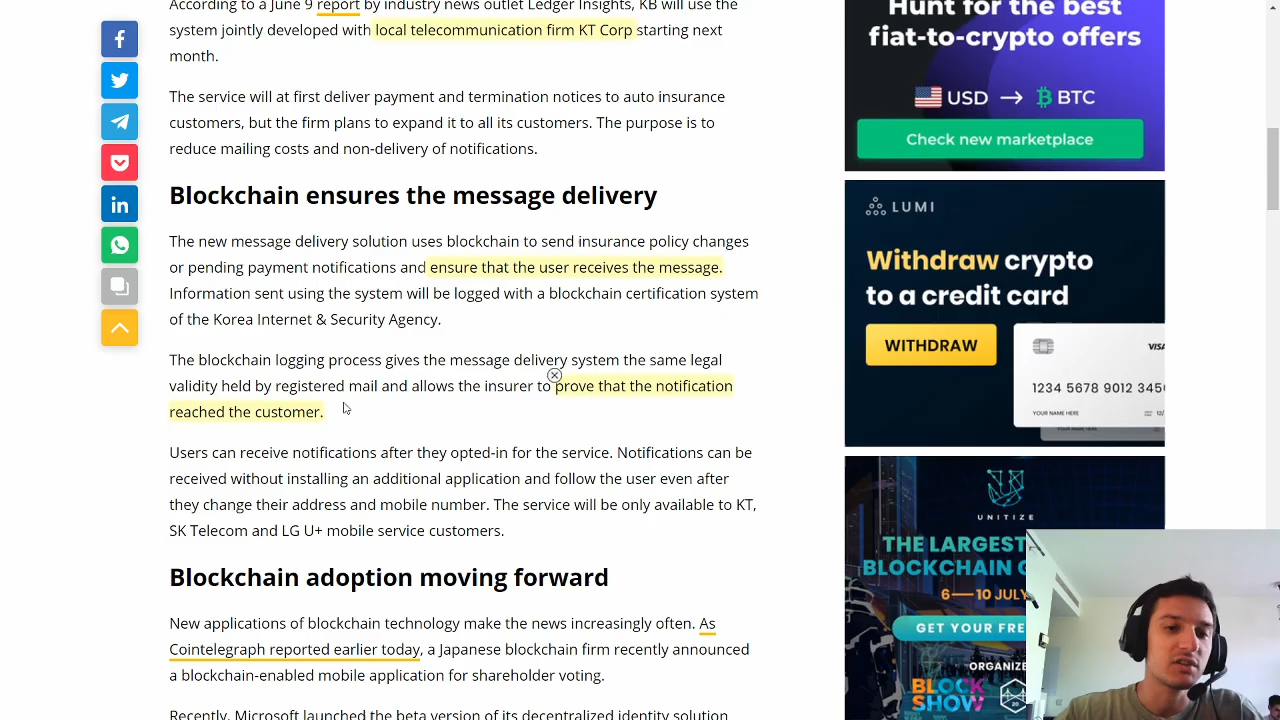 According to a June 9 report by industry news outlet Ledger Insights, KB will use the
system jointly developed with local telecommunication firm KT Corp starting next
month.
The service will at first deliver payment and termination notices to auto insurance
customers, but the firm plans to expand it to all its customers. The purpose is to
reduce mailing costs and non-delivery of notifications.
Blockchain ensures the message delivery
The new message delivery solution uses blockchain to send insurance policy changes
or pending payment notifications and ensure that the user receives the message.
Information sent using the system will be logged with a blockchain certification system
of the Korea Internet & Security Agency.
The blockchain logging process gives the message delivery system the same legal
validity held by registered mail and allows the insurer to prove that the notification
reached the customer.
Users can receive notifications after they opted-in for the service. Notifications can be
received without installing an additional application and follow the user even after
they change their address and mobile number. The service will be only available to KT,
SK Telecom and LG U+ mobile service customers.
Blockchain adoption moving forward
New applications of blockchain technology make the news increasingly often. As
Cointelegraph reported earlier today, a Japanese blockchain firm recently announced
a blockchain-enabled mobile application for shareholder voting.
Recently, Microsoft launched the beta version of its decentralized identity solution
Hunt for the best
fiat-to-crypto offers
USD → BTC
Check new marketplace
LUMI
Withdraw crypto
to a credit card
WITHDRAW
VISA
1234 5678 9012 345
YOUR NAME HERE
12/
YOUR NAME HERE
UNITIZE
THE LARGEST
BLOCKCHAIN
6—10 JULY
GET YOUR FRE
ORGANIZE
BLOCK
SHOW